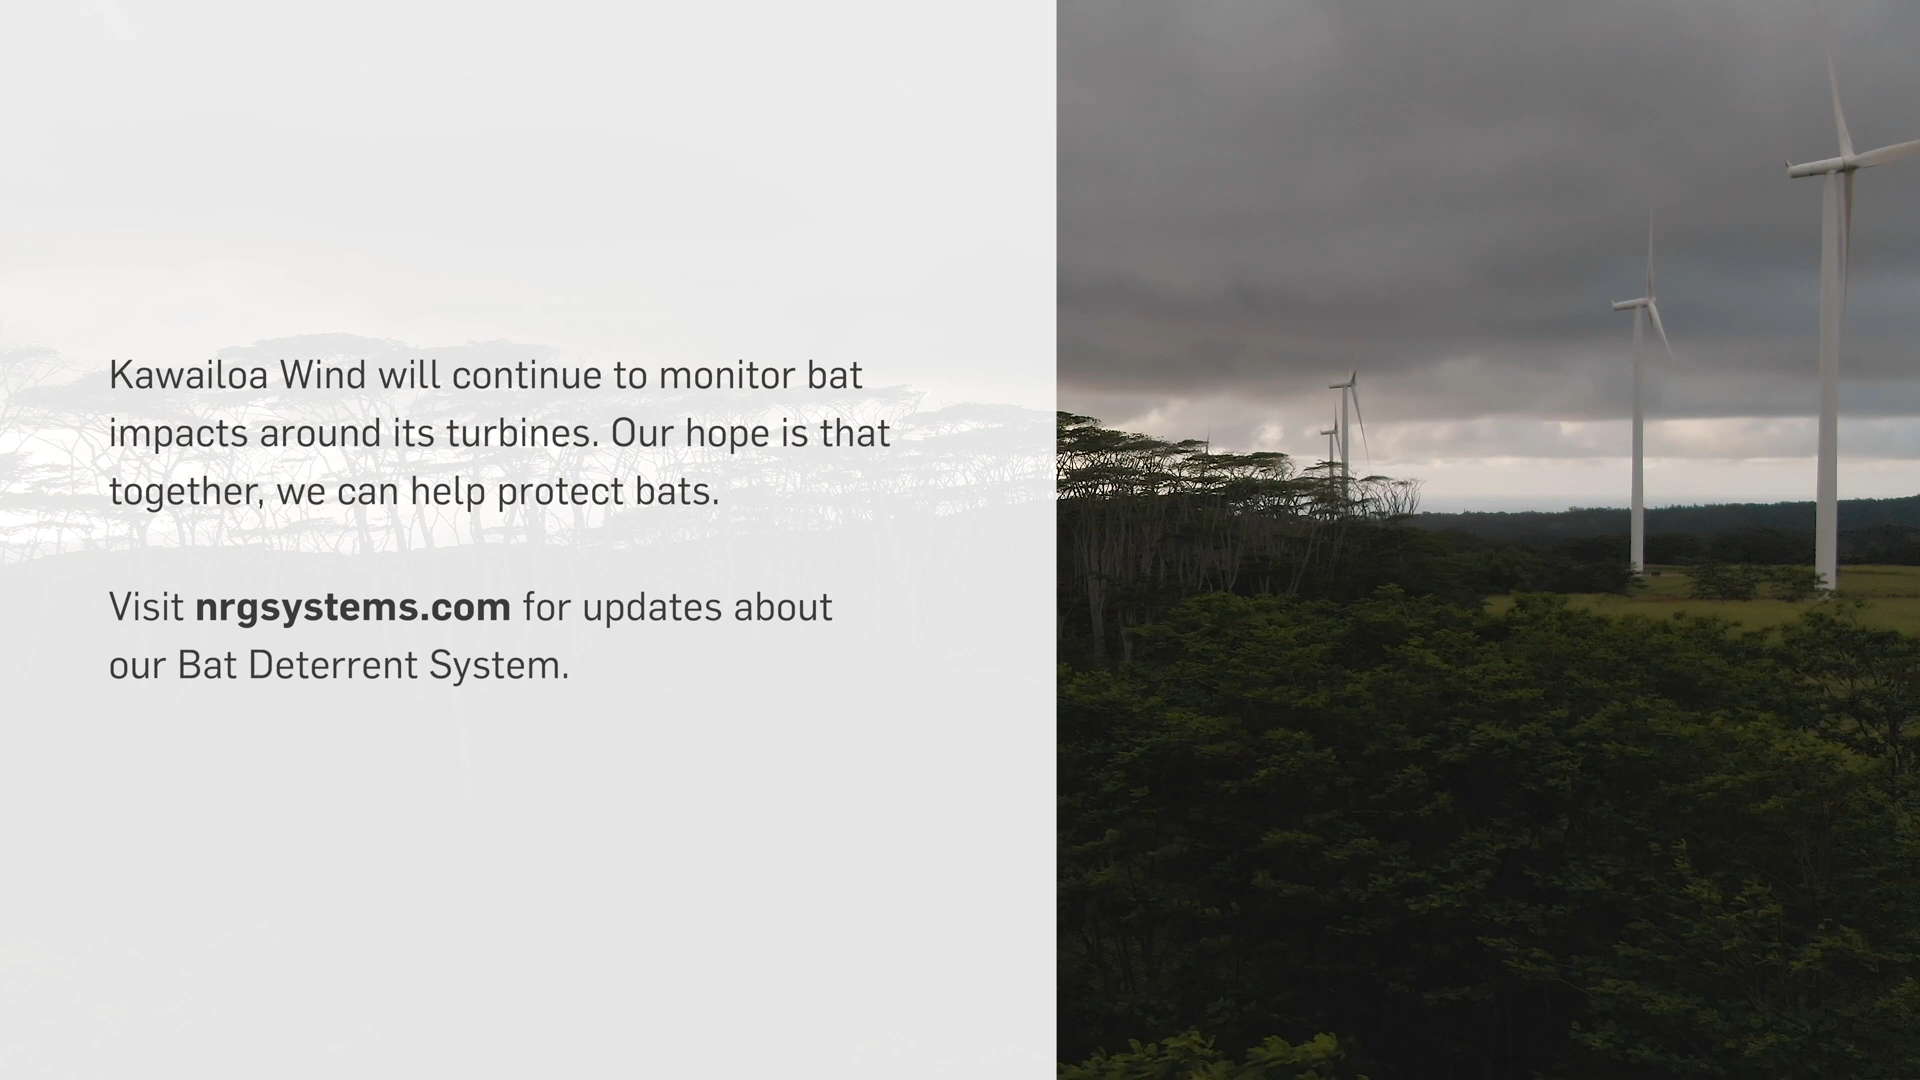 Kawailoa Wind will continue to monitor bat
impacts around its turbines. Our hope is that
together, we can help protect bats.
Visit nrgsystems.com for updates about
our Bat Deterrent System.